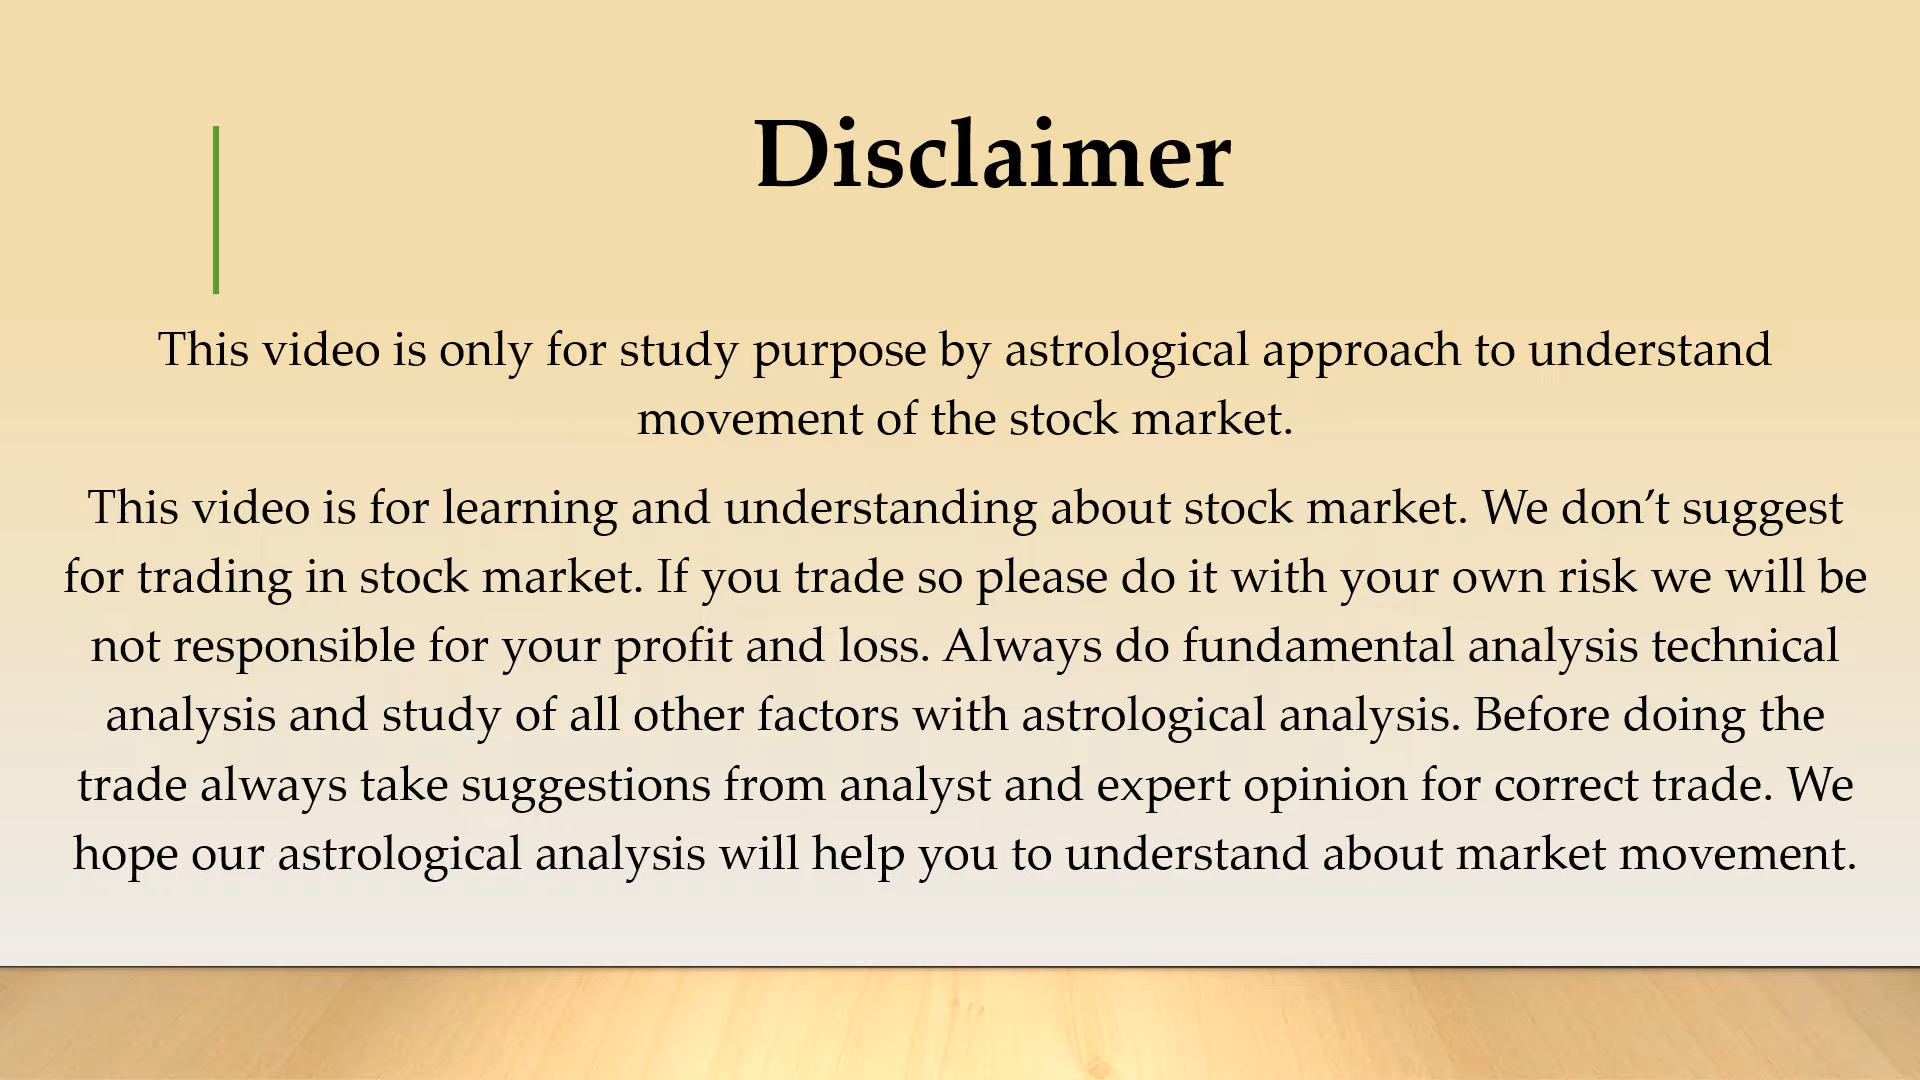 Disclaimer
This video is only for study purpose by astrological approach to understand
movement of the stock market.
This video is for learning and understanding about stock market. We don’t suggest
for trading in stock market. If you trade so please do it with your own risk we will be
not responsible for your profit and loss. Always do fundamental analysis technical
analysis and study of all other factors with astrological analysis. Before doing the
trade always take suggestions from analyst and expert opinion for correct trade. We
hope our astrological analysis will help you to understand about market movement.